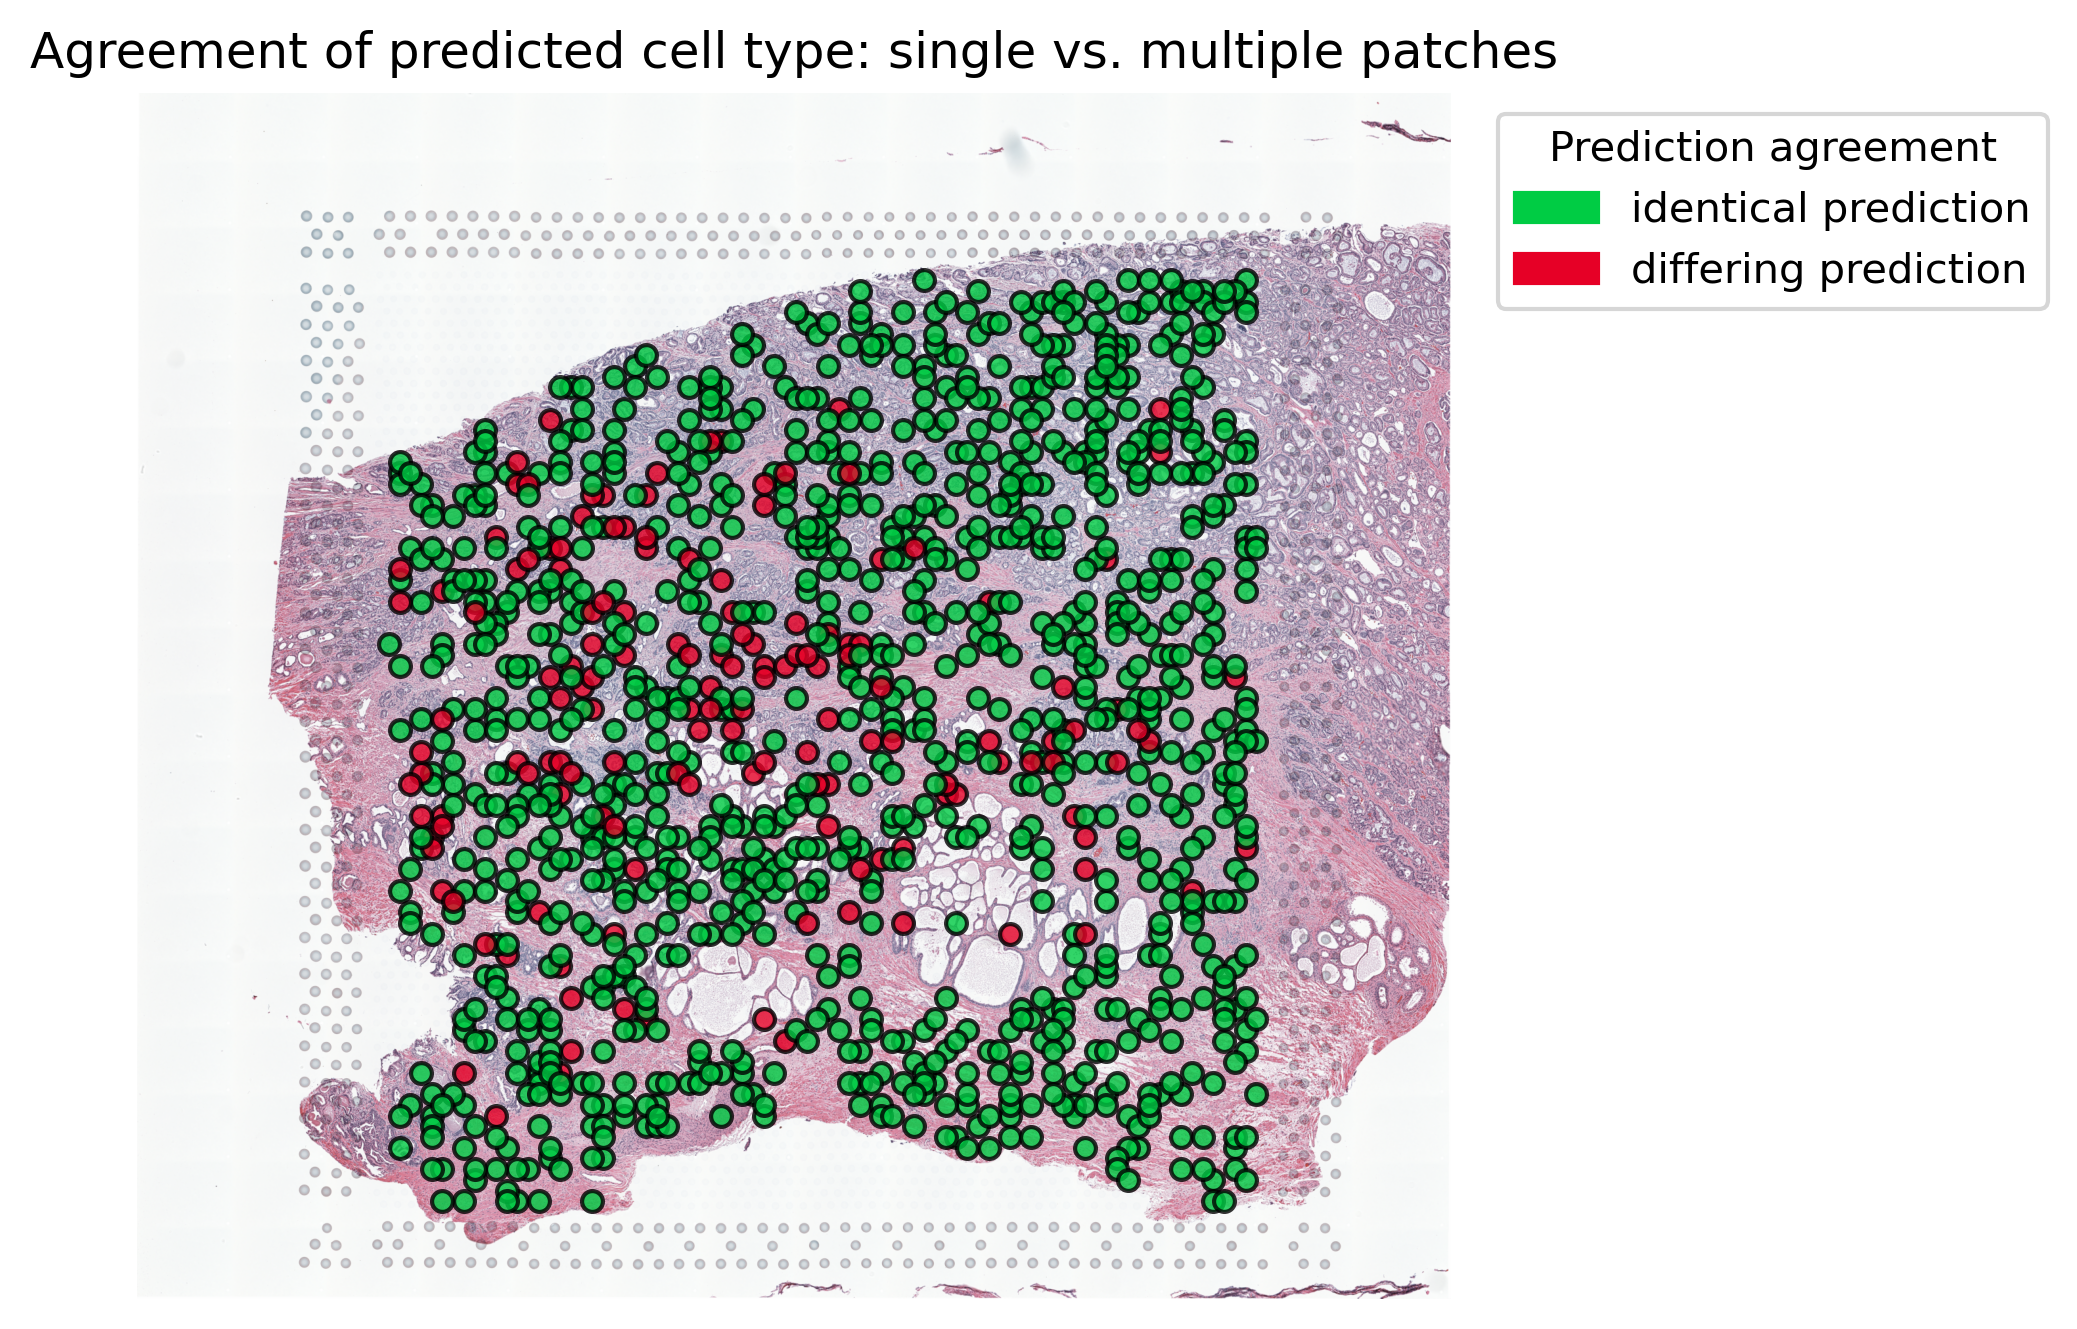 Agreement of predicted cell type: single vs. multiple patches
Prediction agreement
identical prediction
differing prediction